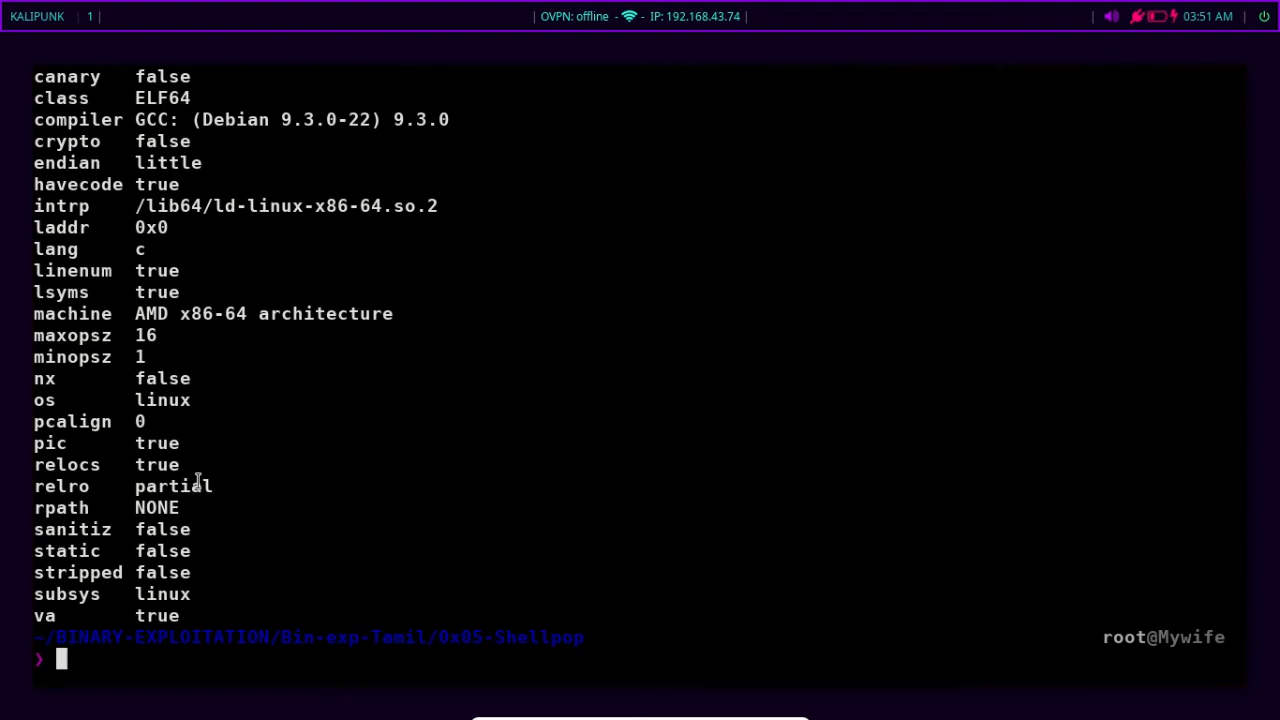 KALIPUNK 1 | | OVPN: offline - - IP: 192.168.43.74 | | 03:51 AM |
canary false
class ELF64
compiler GCC: (Debian 9.3.0-22) 9.3.0
crypto false
endian little
havecode true
intrp /lib64/ld-linux-x86-64.so.2
laddr 0x0
lang c
linenum true
lsyms true
machine AMD x86-64 architecture
maxopsz 16
minopsz 1
nx false
os linux
pcalign 0
pic true
relocs true
relro partial
rpath NONE
sanitiz false
static false
stripped false
subsys linux
va true
~/BINARY-EXPLOITATION/Bin-exp-Tamil/0x05-Shellpop root@Mywife
❯